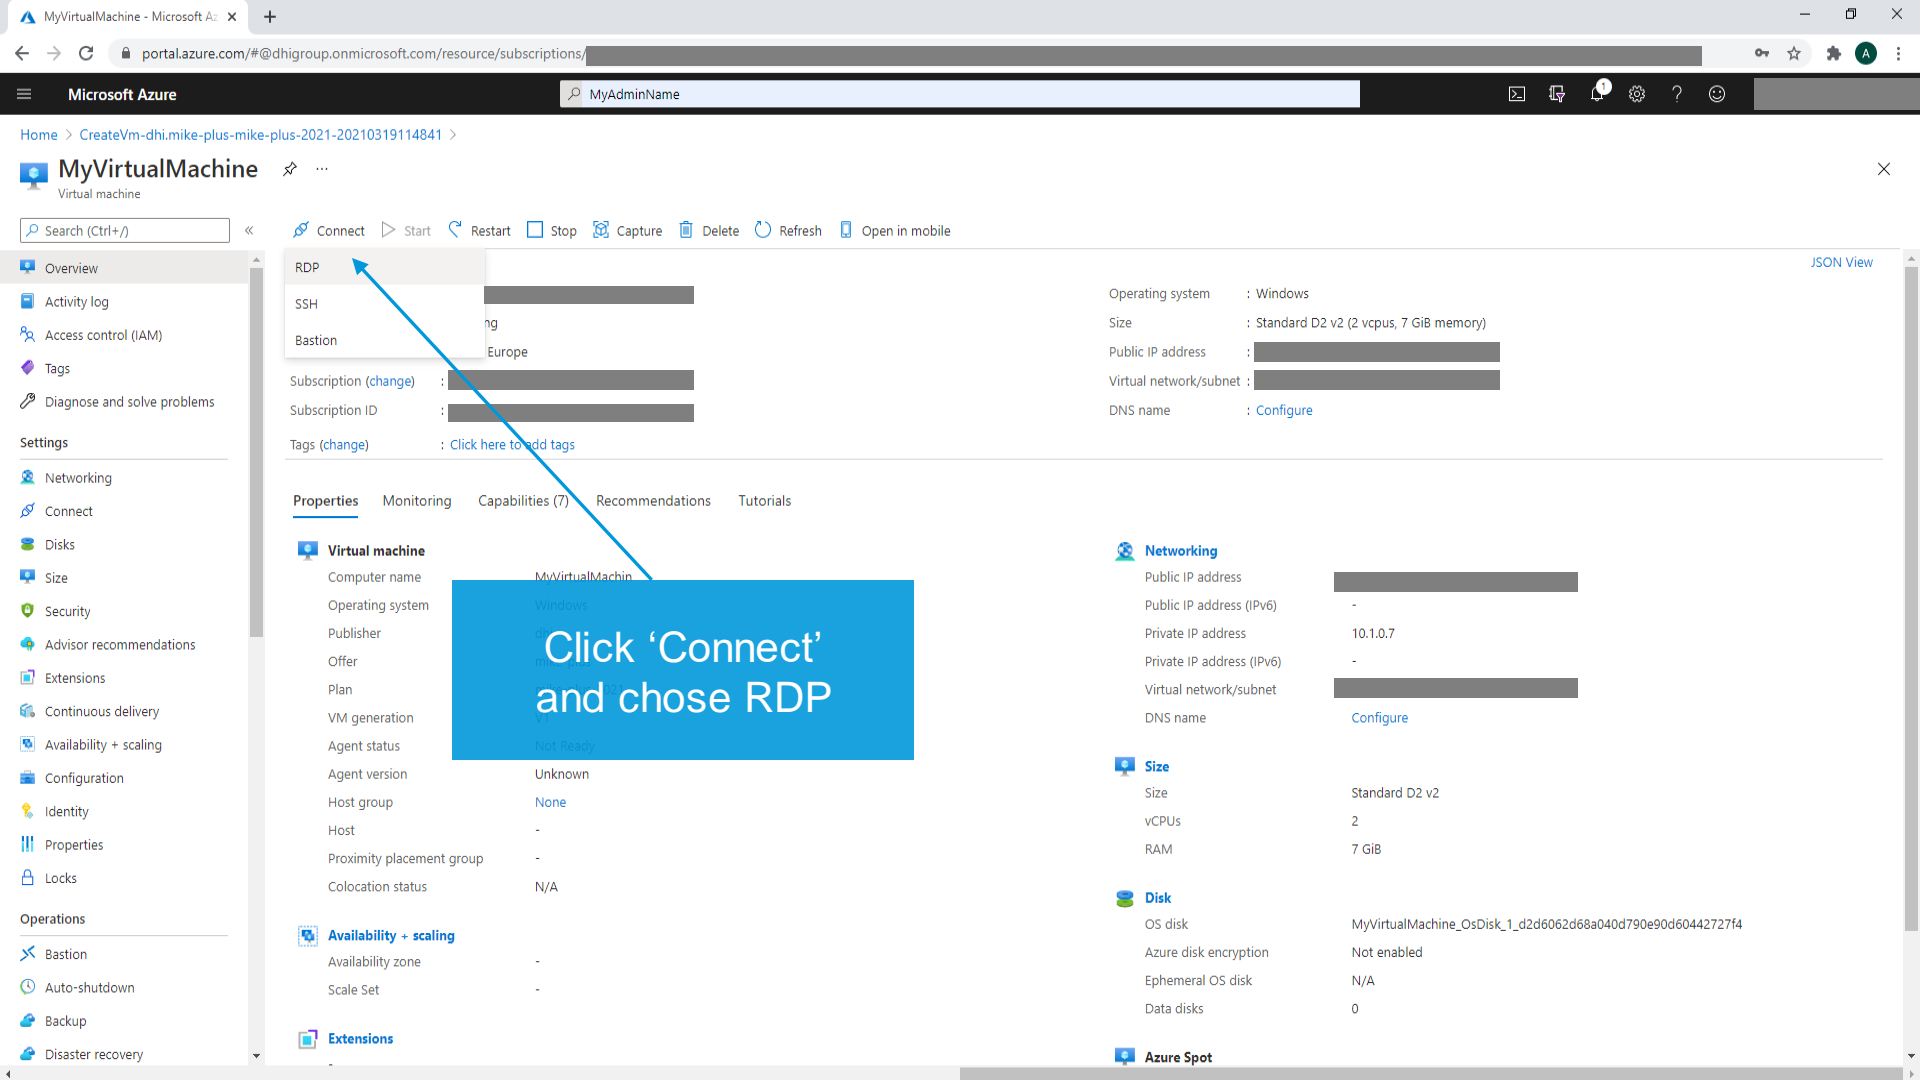 MyVirtualMachine - Microsoft Az
portal.azure.com/#@dhigroup.onmicrosoft.com/resource/subscriptions/
A
Microsoft Azure
MyAdminName
1
Home > CreateVm-dhi.mike-plus-mike-plus-2021-20210319114841 >
MyVirtualMachine
Virtual machine
Search (Ctrl+/)
«
Connect
Start
Restart
Stop
Capture
Delete
Refresh
Open in mobile
Overview
Activity log
Access control (IAM)
Tags
Diagnose and solve problems
Settings
Networking
Connect
Disks
Size
Security
Advisor recommendations
Extensions
Continuous delivery
Availability + scaling
Configuration
Identity
Properties
Locks
Operations
Bastion
Auto-shutdown
Backup
Disaster recovery
RDP
SSH
Bastion
JSON View
ng
Europe
Subscription (change) :
Subscription ID :
Tags (change) : Click here to add tags
Operating system : Windows
Size : Standard D2 v2 (2 vcpus, 7 GiB memory)
Public IP address :
Virtual network/subnet :
DNS name : Configure
Properties
Monitoring
Capabilities (7)
Recommendations
Tutorials
Virtual machine
Computer name MyVirtualMachin
Operating system Windows
Publisher
Offer
Plan
VM generation V1
Agent status Not Ready
Agent version Unknown
Host group None
Host -
Proximity placement group -
Colocation status N/A
Click ‘Connect’
and chose RDP
Availability + scaling
Availability zone -
Scale Set -
Extensions
-
Networking
Public IP address
Public IP address (IPv6) -
Private IP address 10.1.0.7
Private IP address (IPv6) -
Virtual network/subnet
DNS name Configure
Size
Size Standard D2 v2
vCPUs 2
RAM 7 GiB
Disk
OS disk MyVirtualMachine_OsDisk_1_d2d6062d68a040d790e90d60442727f4
Azure disk encryption Not enabled
Ephemeral OS disk N/A
Data disks 0
Azure Spot